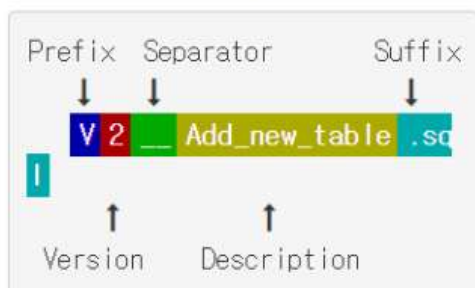 Prefix Separator Suffix
V2__Add_new_table.sq
l
Version Description